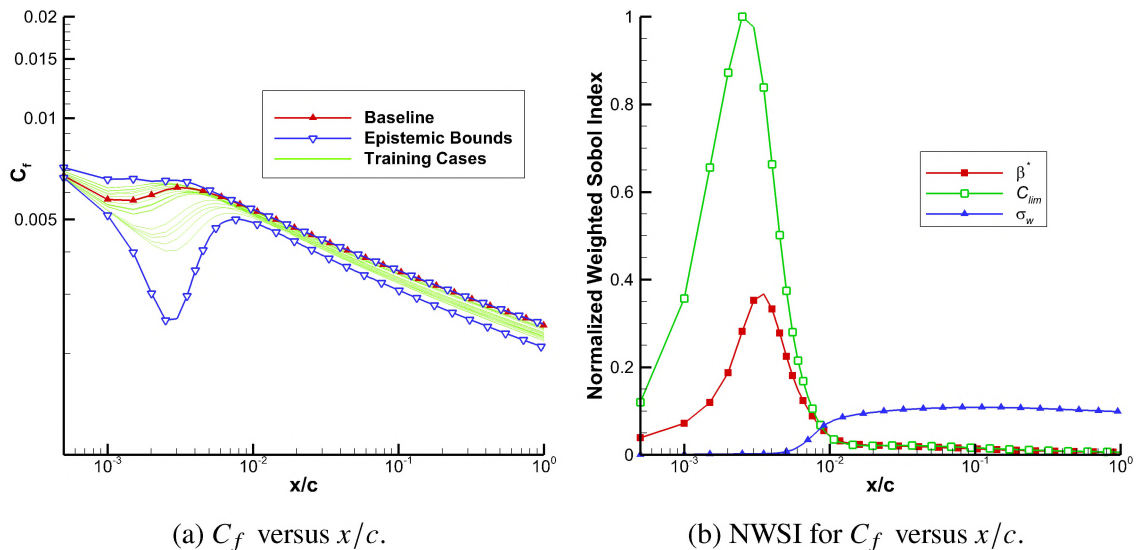 0.02
0.015
0.01
0.005
C_f
Baseline
Epistemic Bounds
Training Cases
10^-3
10^-2
10^-1
10^0
x/c
(a) C_f versus x/c.
1
0.8
0.6
0.4
0.2
0
Normalized Weighted Sobol Index
β*
C_lim
σ_w
10^-3
10^-2
10^-1
10^0
x/c
(b) NWSI for C_f versus x/c.